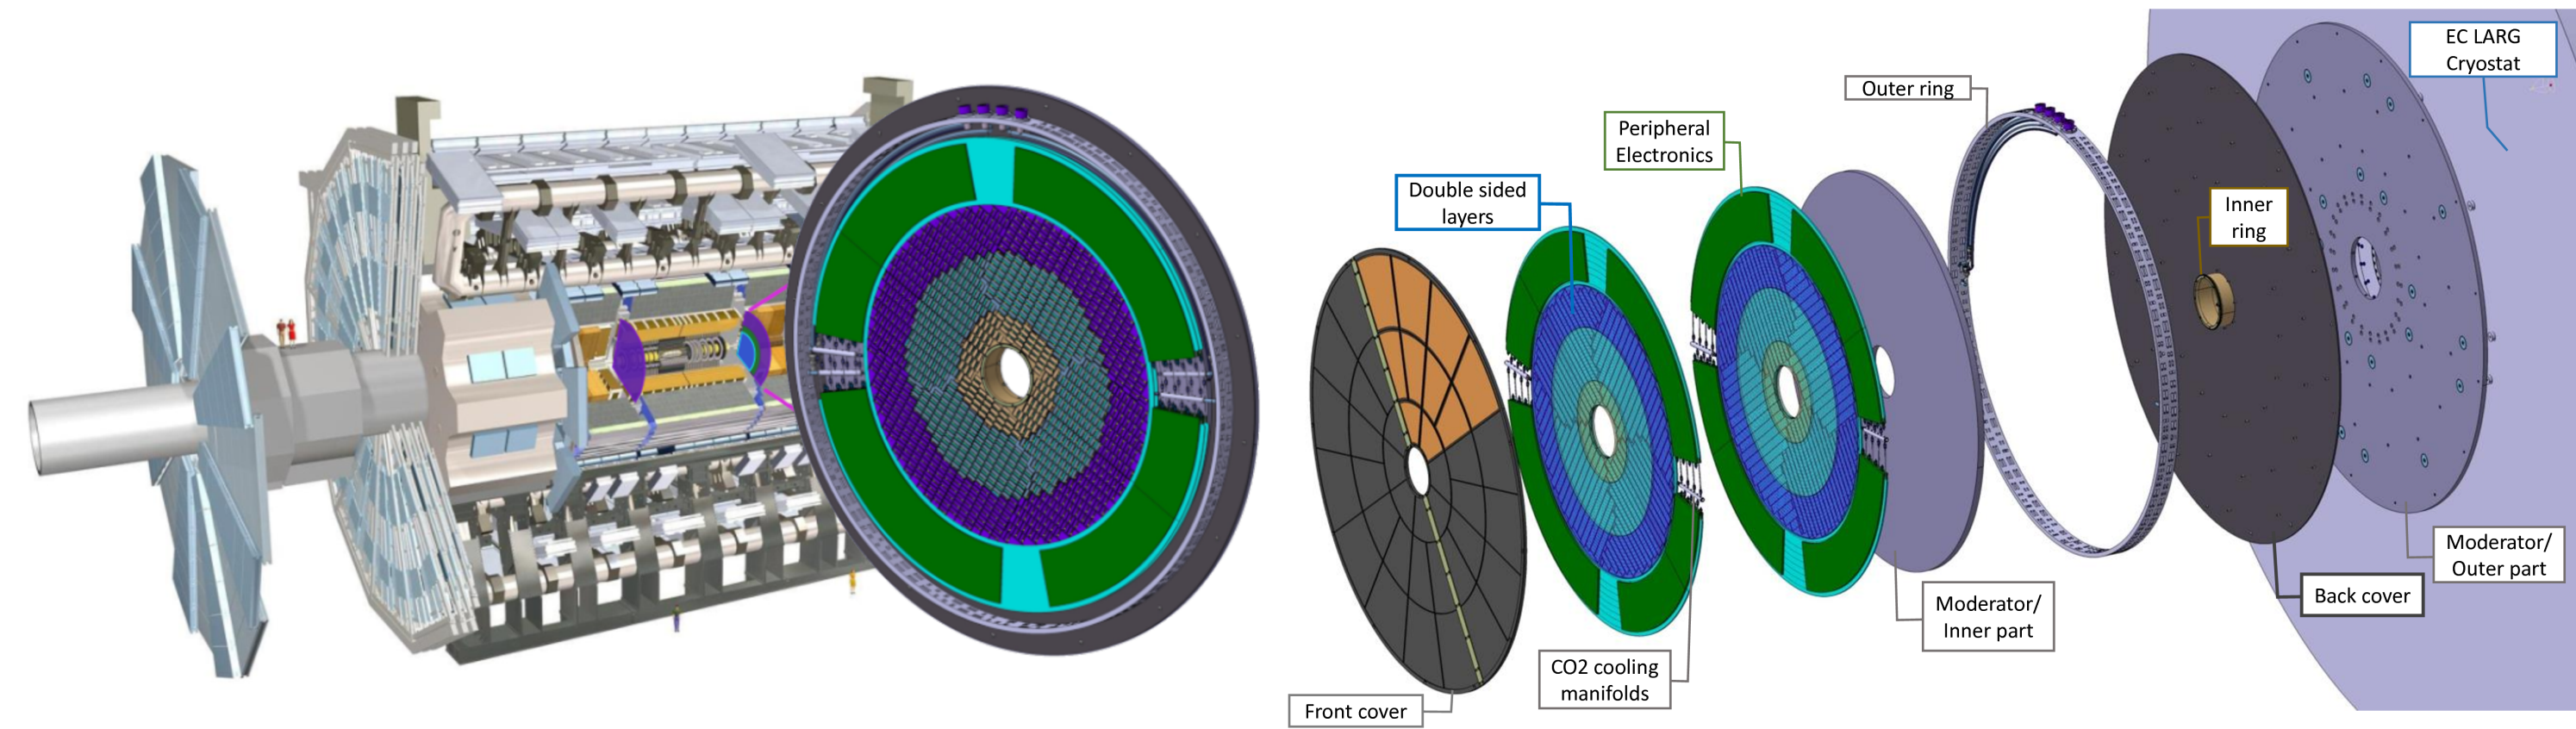 EC LARG
Cryostat
Outer ring
Peripheral
Electronics
Double sided
layers
Inner
ring
Moderator/
Outer part
Back cover
Moderator/
Inner part
CO2 cooling
manifolds
Front cover